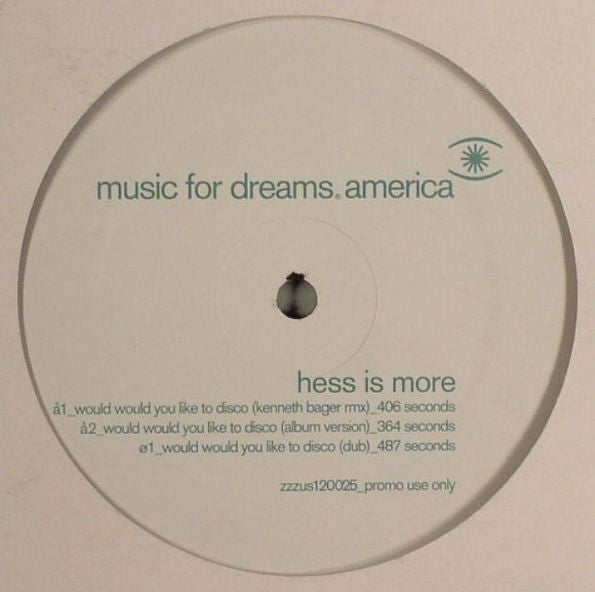 music for dreams.america
hess is more
å1_would would you like to disco (kenneth bager rmx)_406 seconds
å2_would would you like to disco (album version)_364 seconds
ø1_would would you like to disco (dub)_487 seconds
zzzus120025_promo use only